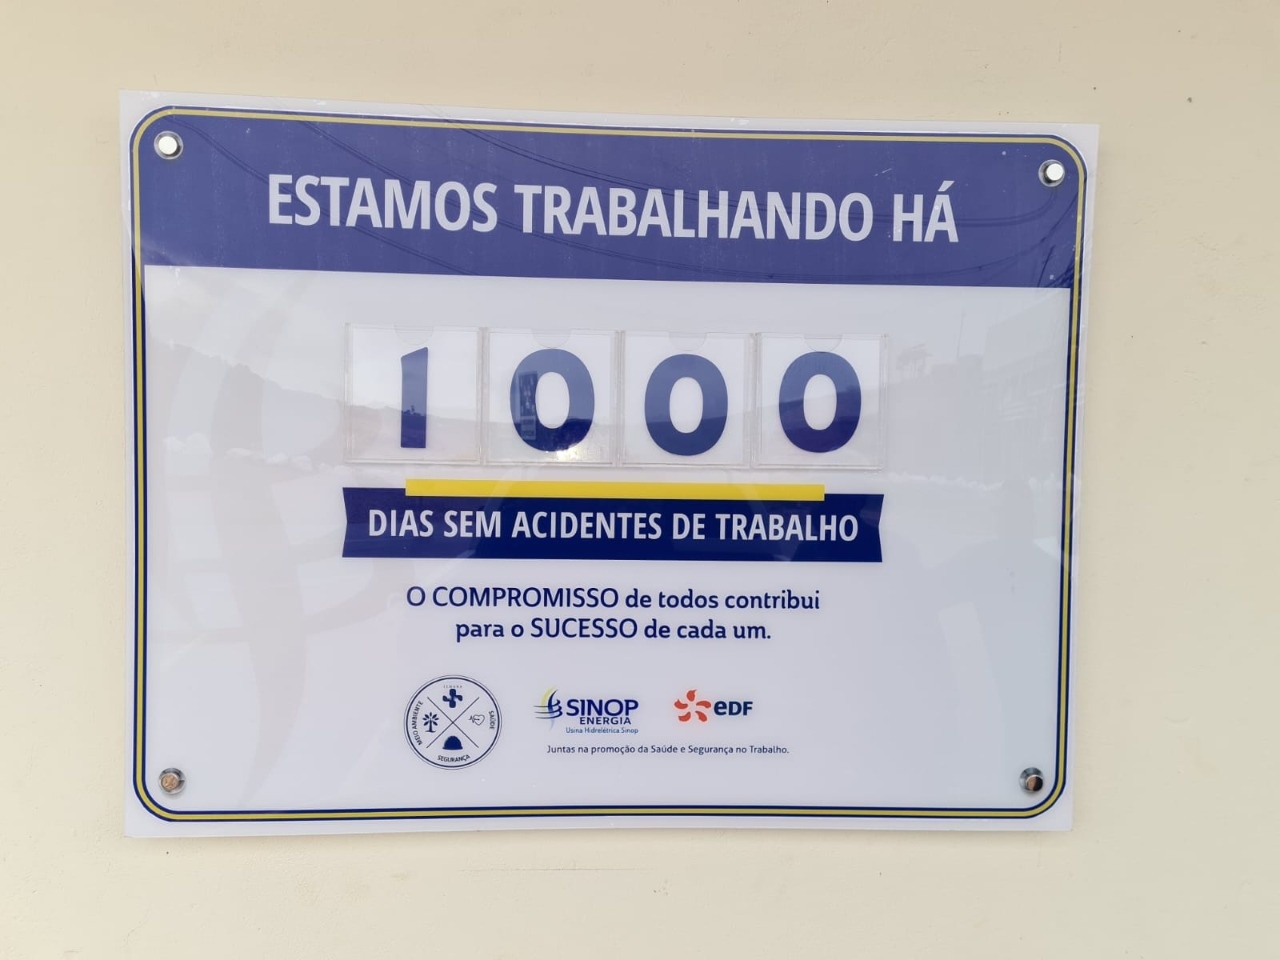 ESTAMOS TRABALHANDO HÁ
1000
DIAS SEM ACIDENTES DE TRABALHO
O COMPROMISSO de todos contribui
para o SUCESSO de cada um.
MEIO AMBIENTE
SAÚDE
SEGURANÇA
SINOP
ENERGIA
Usina Hidrelétrica Sinop
eDF
Juntas na promoção da Saúde e Segurança no Trabalho.